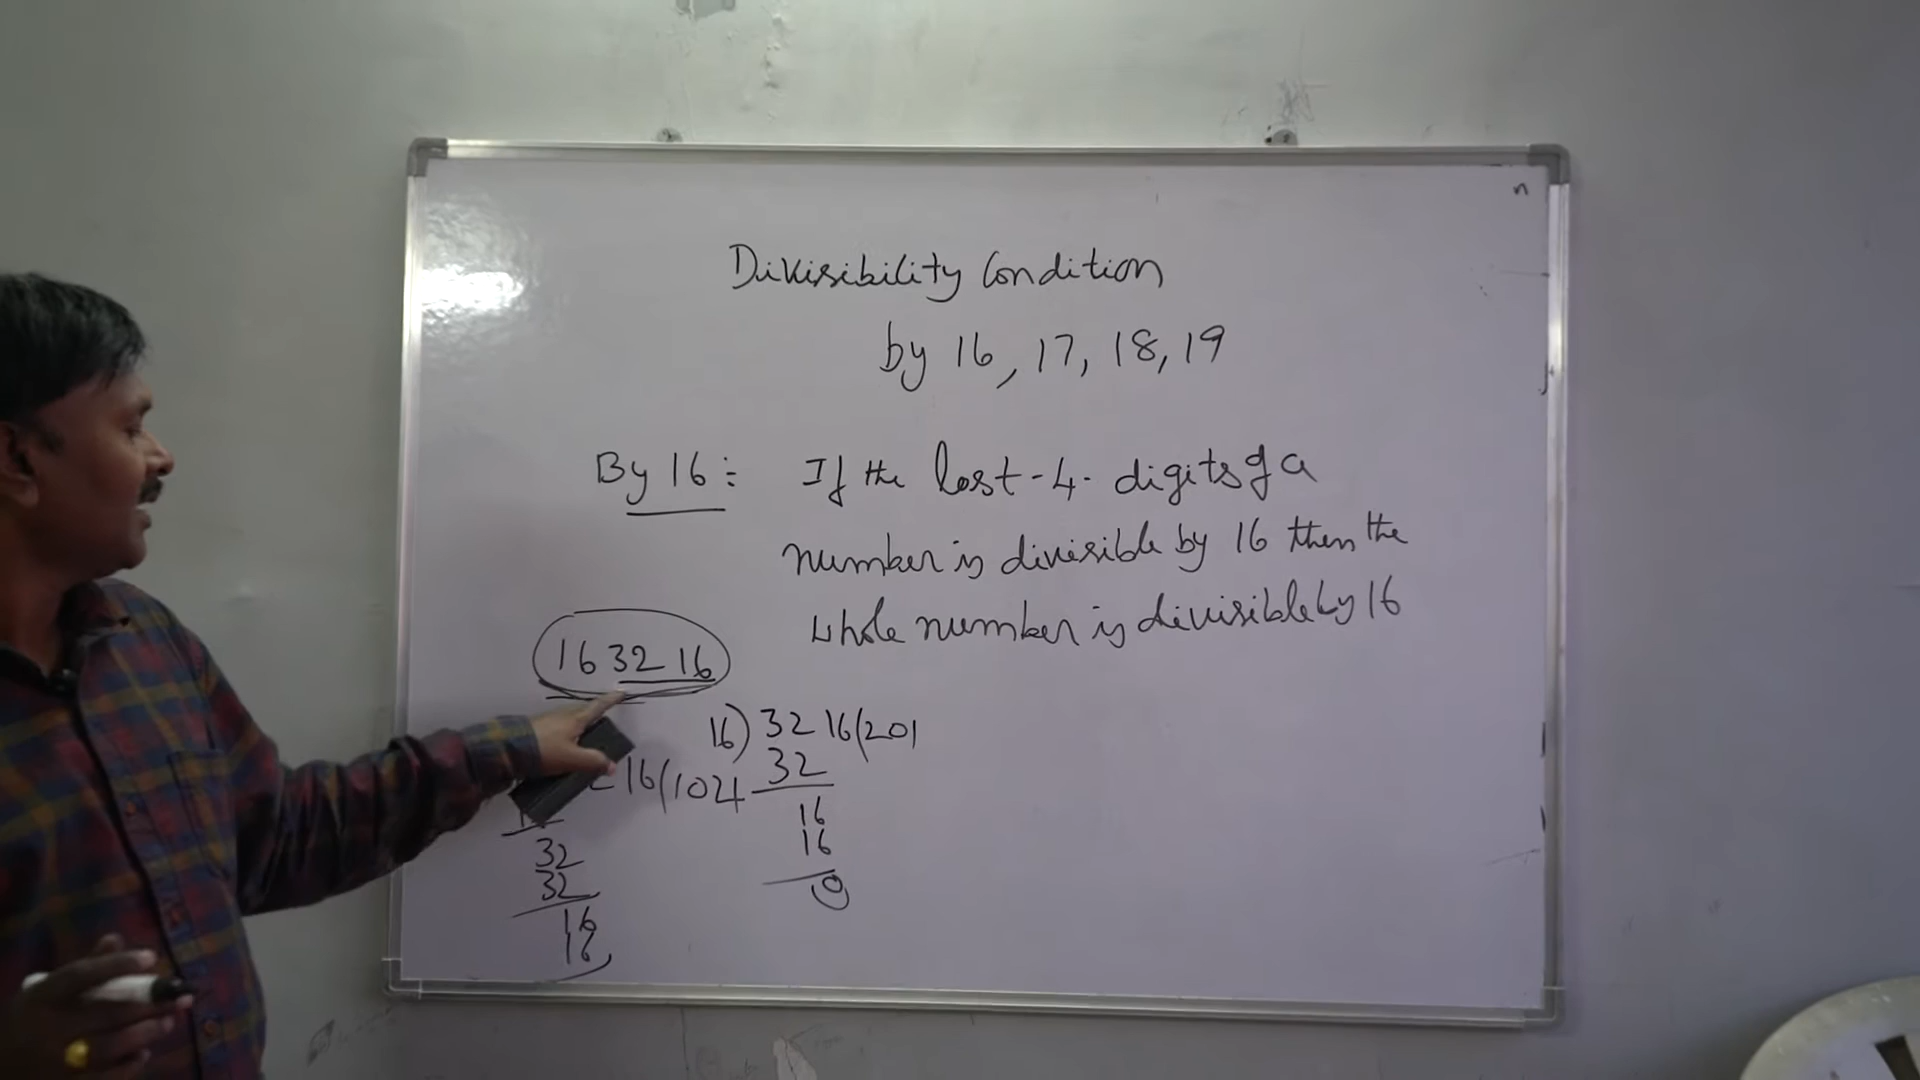 n
Divisibility Condition
by 16, 17, 18, 19
By 16: If the last-4- digits of a
number is divisible by 16 then the
whole number is divisible by 16
16 32 16
16) 32 16(201
32
16
16
0
16(102
32
32
16
16